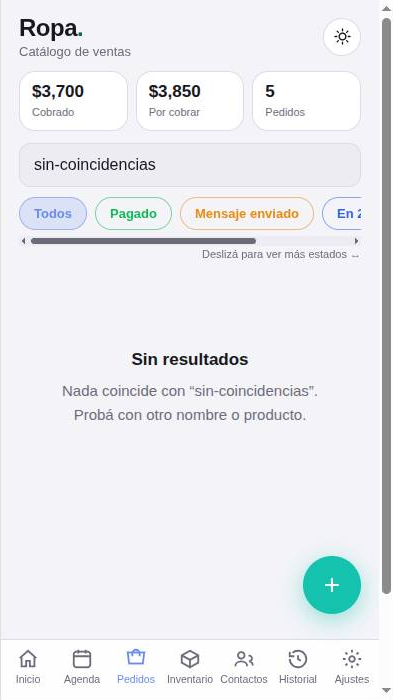 Ropa.
Catálogo de ventas
$3,700
Cobrado
$3,850
Por cobrar
5
Pedidos
sin-coincidencias
Todos
Pagado
Mensaje enviado
En 2
Deslizá para ver más estados ↔
Sin resultados
Nada coincide con “sin-coincidencias”.
Probá con otro nombre o producto.
+
Inicio
Agenda
Pedidos
Inventario
Contactos
Historial
Ajustes